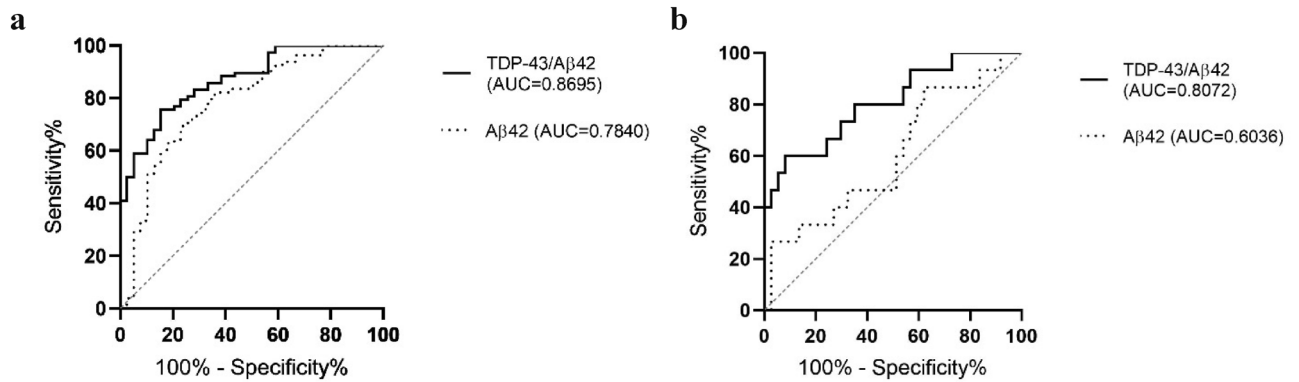 a
100
80
60
40
20
0
Sensitivity%
0 20 40 60 80 100
100% - Specificity%
TDP-43/Aβ42
(AUC=0.8695)
Aβ42 (AUC=0.7840)
b
100
80
60
40
20
0
Sensitivity%
0 20 40 60 80 100
100% - Specificity%
TDP-43/Aβ42
(AUC=0.8072)
Aβ42 (AUC=0.6036)